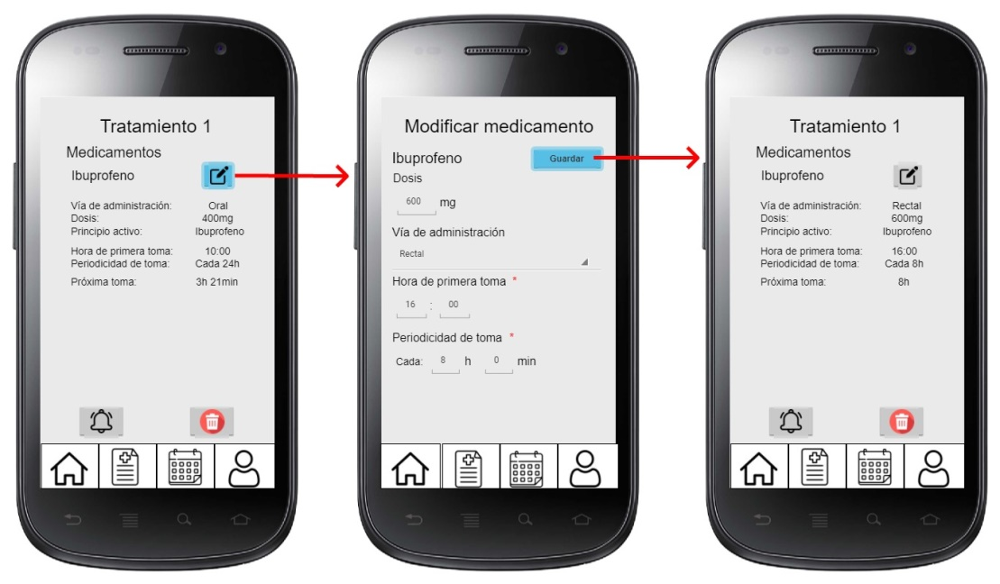 Tratamiento 1
Medicamentos
Ibuprofeno
Vía de administración: Oral
Dosis: 400mg
Principio activo: Ibuprofeno
Hora de primera toma: 10:00
Periodicidad de toma: Cada 24h
Próxima toma: 3h 21min
Modificar medicamento
Ibuprofeno Guardar
Dosis
600 mg
Vía de administración
Rectal
Hora de primera toma *
16 : 00
Periodicidad de toma *
Cada: 8 h 0 min
Tratamiento 1
Medicamentos
Ibuprofeno
Vía de administración: Rectal
Dosis: 600mg
Principio activo: Ibuprofeno
Hora de primera toma: 16:00
Periodicidad de toma: Cada 8h
Próxima toma: 8h